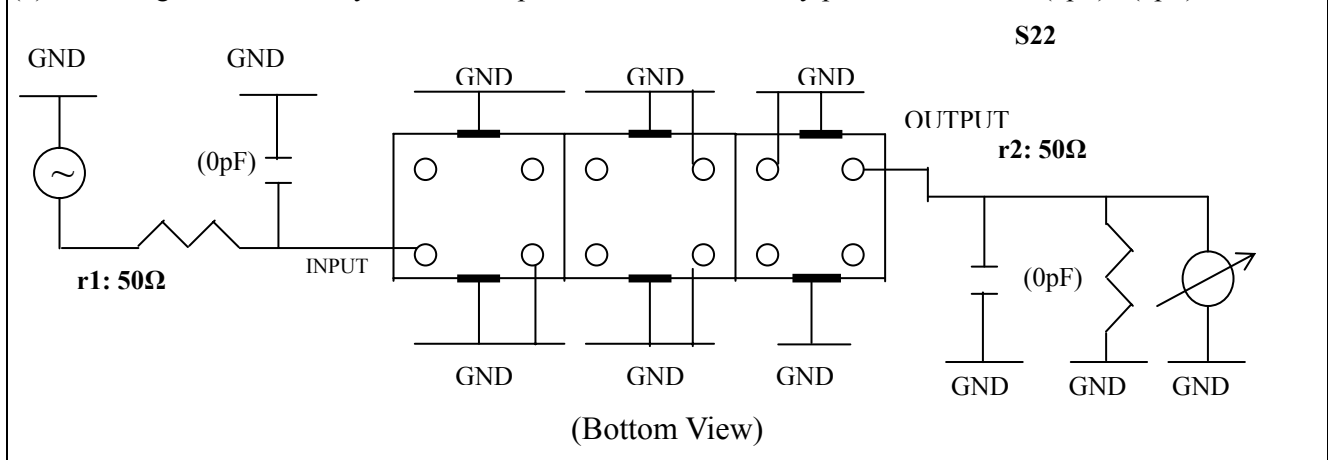 S22
GND
GND
GND
GND
GND
OUTPUT
r2: 50Ω
(0pF)
~
INPUT
r1: 50Ω
(0pF)
GND
GND
GND
GND
GND
GND
(Bottom View)